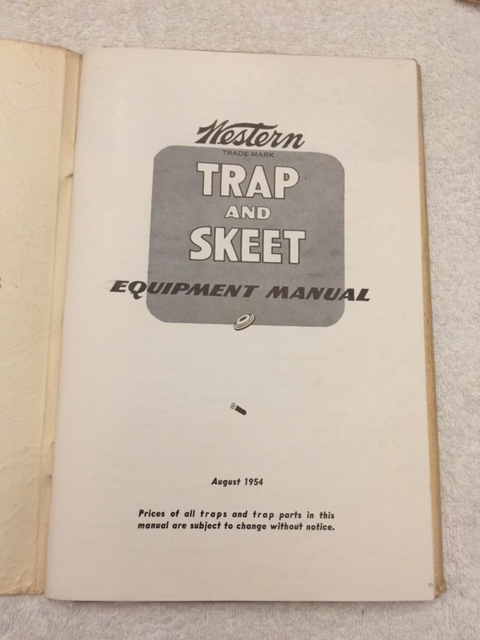 Western
TRADE-MARK
TRAP
AND
SKEET
EQUIPMENT MANUAL
August 1954
Prices of all traps and trap parts in this
manual are subject to change without notice.